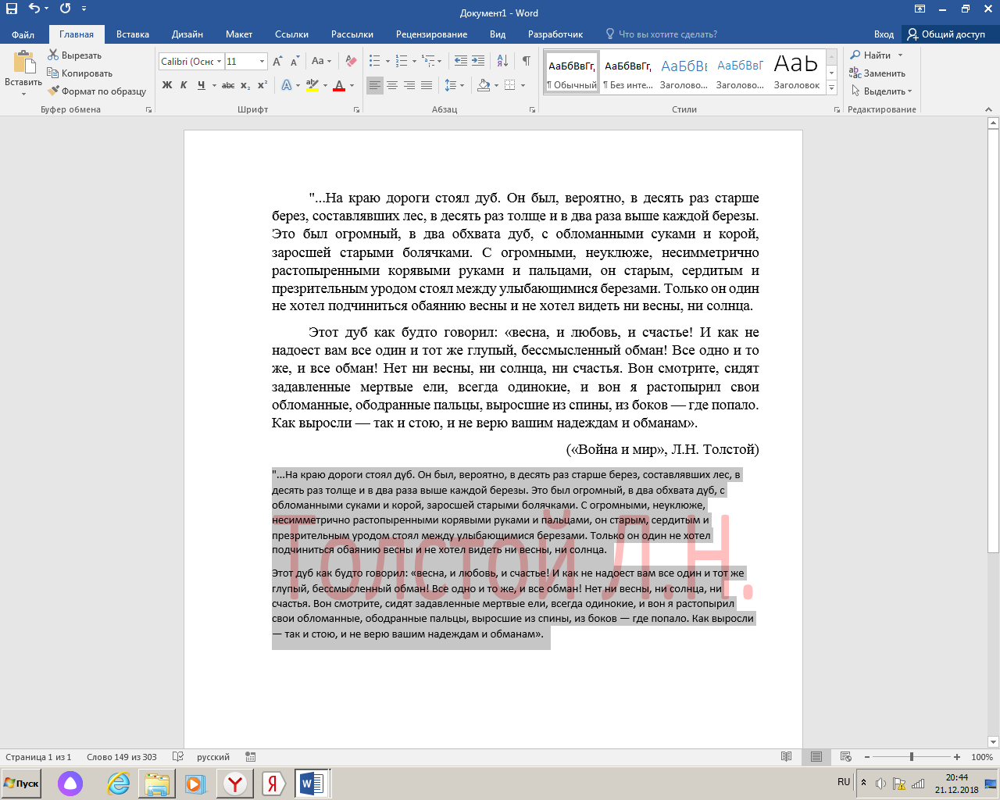 Документ1 - Word
Файл Главная Вставка Дизайн Макет Ссылки Рассылки Рецензирование Вид Разработчик Что вы хотите сделать? Вход Общий доступ
Вставить
Вырезать
Копировать
Формат по образцу
Буфер обмена
Calibri (Оснс 11
Ж К Ч abc x₂ x²
Шрифт
Абзац
АаБбВвГг, АаБбВвГг, АаБбВı АаБбВвГ АаЬ
¶ Обычный ¶ Без инте... Заголово... Заголово... Заголовок
Стили
Найти
Заменить
Выделить
Редактирование
"...На краю дороги стоял дуб. Он был, вероятно, в десять раз старше
берез, составлявших лес, в десять раз толще и в два раза выше каждой березы.
Это был огромный, в два обхвата дуб, с обломанными суками и корой,
заросшей старыми болячками. С огромными, неуклюже, несимметрично
растопыренными корявыми руками и пальцами, он старым, сердитым и
презрительным уродом стоял между улыбающимися березами. Только он один
не хотел подчиниться обаянию весны и не хотел видеть ни весны, ни солнца.
Этот дуб как будто говорил: «весна, и любовь, и счастье! И как не
надоест вам все один и тот же глупый, бессмысленный обман! Все одно и то
же, и все обман! Нет ни весны, ни солнца, ни счастья. Вон смотрите, сидят
задавленные мертвые ели, всегда одинокие, и вон я растопырил свои
обломанные, ободранные пальцы, выросшие из спины, из боков — где попало.
Как выросли — так и стою, и не верю вашим надеждам и обманам».
(«Война и мир», Л.Н. Толстой)
"...На краю дороги стоял дуб. Он был, вероятно, в десять раз старше берез, составлявших лес, в
десять раз толще и в два раза выше каждой березы. Это был огромный, в два обхвата дуб, с
обломанными суками и корой, заросшей старыми болячками. С огромными, неуклюже,
несимметрично растопыренными корявыми руками и пальцами, он старым, сердитым и
презрительным уродом стоял между улыбающимися березами. Только он один не хотел
подчиниться обаянию весны и не хотел видеть ни весны, ни солнца.
Толстой Л.Н.
Этот дуб как будто говорил: «весна, и любовь, и счастье! И как не надоест вам все один и тот же
глупый, бессмысленный обман! Все одно и то же, и все обман! Нет ни весны, ни солнца, ни
счастья. Вон смотрите, сидят задавленные мертвые ели, всегда одинокие, и вон я растопырил
свои обломанные, ободранные пальцы, выросшие из спины, из боков — где попало. Как выросли
— так и стою, и не верю вашим надеждам и обманам».
Страница 1 из 1 Слово 149 из 303 русский 100%
Пуск RU 20:44
21.12.2018